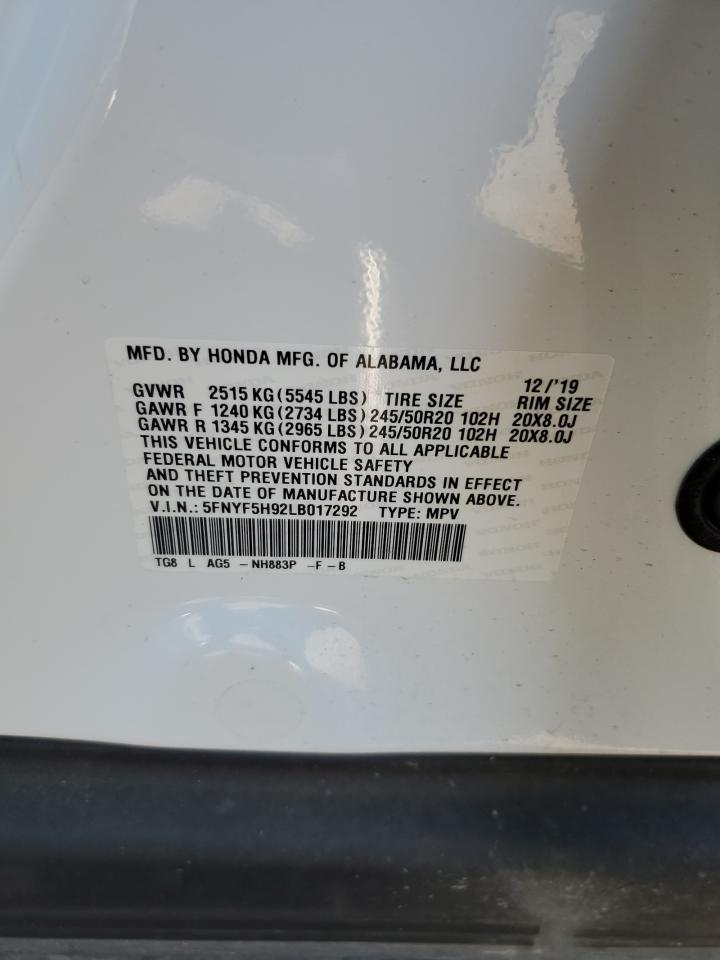 MFD. BY HONDA MFG. OF ALABAMA, LLC
12/'19
GVWR 2515 KG (5545 LBS) TIRE SIZE RIM SIZE
GAWR F 1240 KG (2734 LBS) 245/50R20 102H 20X8.0J
GAWR R 1345 KG (2965 LBS) 245/50R20 102H 20X8.0J
THIS VEHICLE CONFORMS TO ALL APPLICABLE
FEDERAL MOTOR VEHICLE SAFETY
AND THEFT PREVENTION STANDARDS IN EFFECT
ON THE DATE OF MANUFACTURE SHOWN ABOVE.
V.I.N.: 5FNYF5H92LB017292 TYPE: MPV
TG8 L AG5 -NH883P -F-B